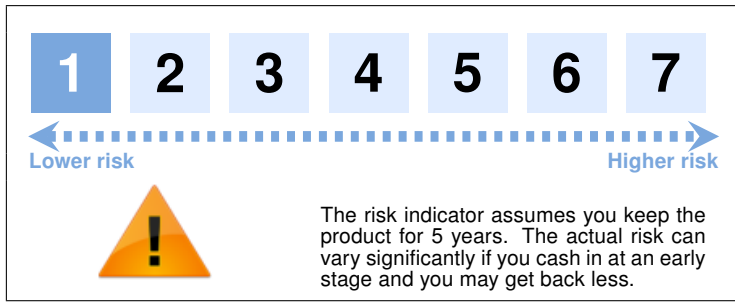 1 2 3 4 5 6 7
Lower risk Higher risk
!
The risk indicator assumes you keep the
product for 5 years. The actual risk can
vary significantly if you cash in at an early
stage and you may get back less.